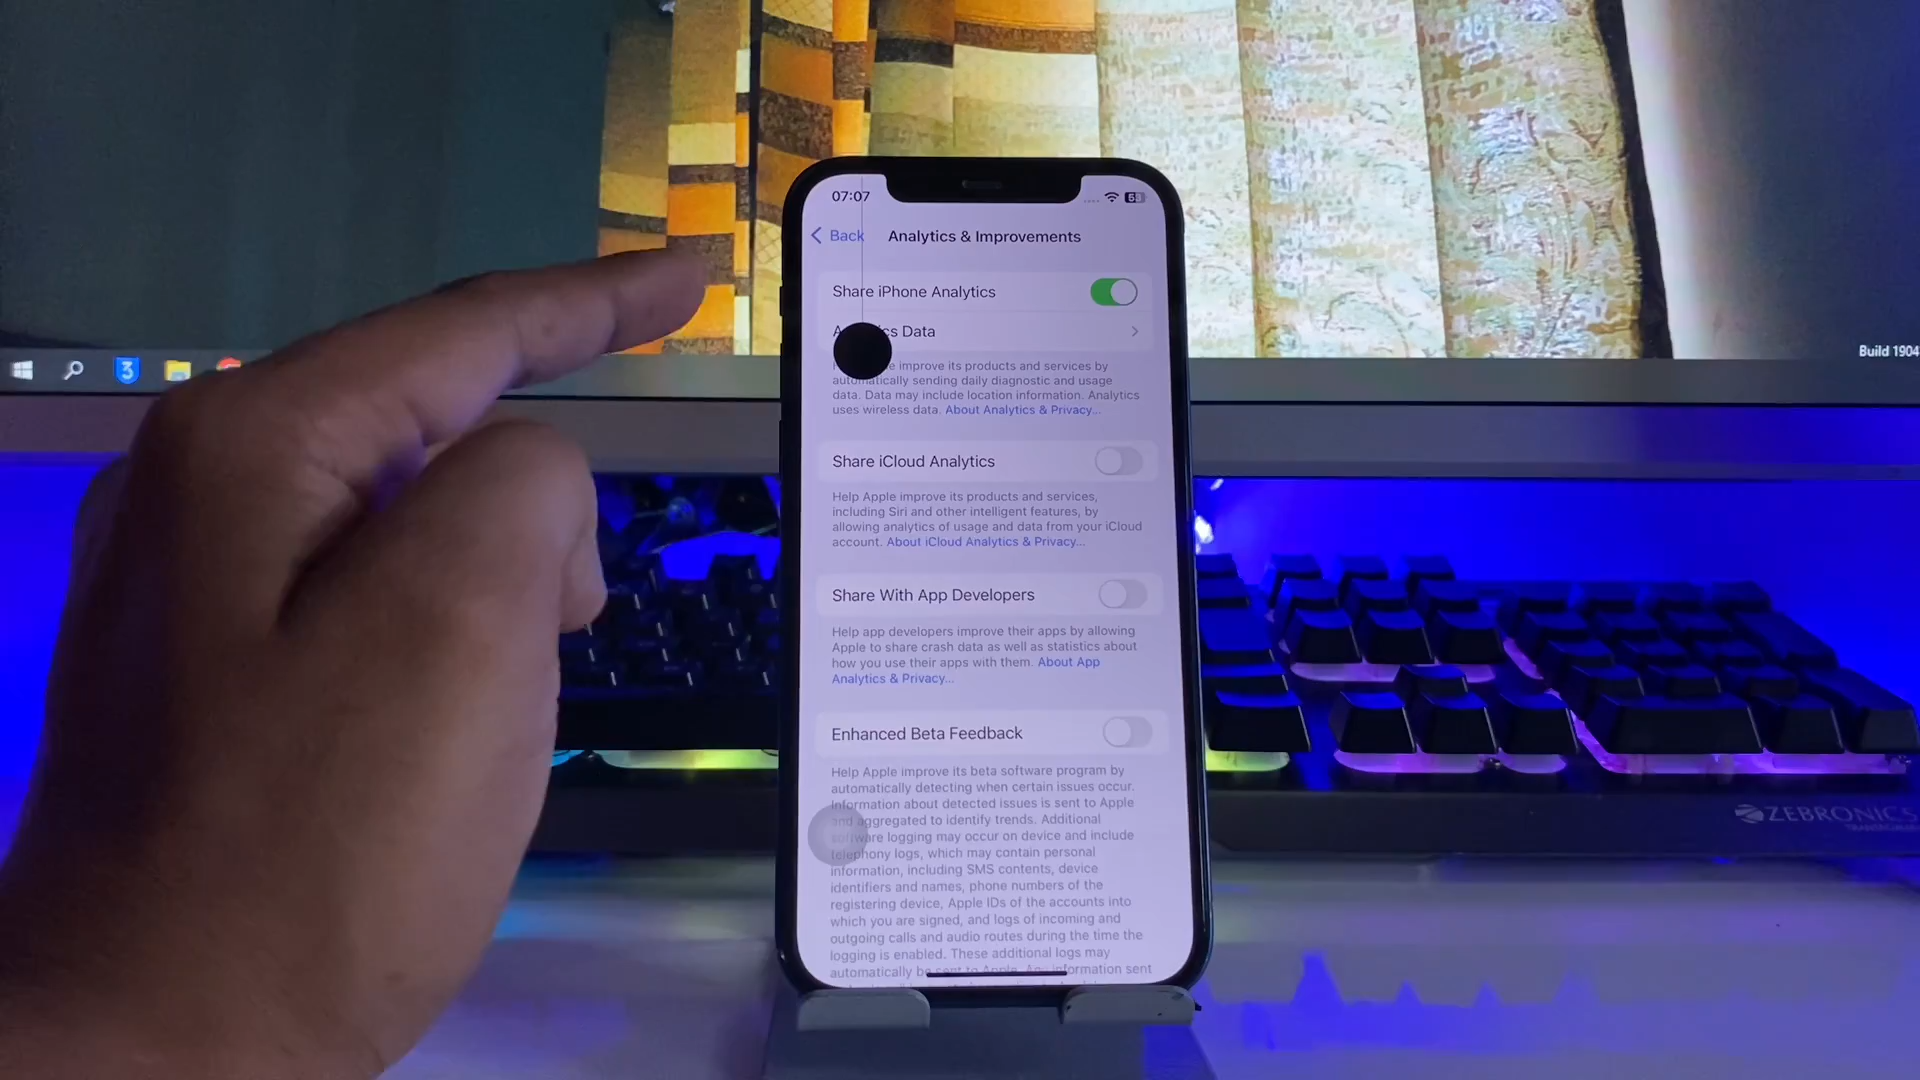 07:07
Back
Analytics & Improvements
Share iPhone Analytics
Data
improve its products and services by
automatically sending daily diagnostic and usage
data. Data may include location information. Analytics
uses wireless data. About Analytics & Privacy...
Share iCloud Analytics
Help Apple improve its products and services,
including Siri and other intelligent features, by
allowing analytics of usage and data from your iCloud
account. About iCloud Analytics & Privacy...
Share With App Developers
Help app developers improve their apps by allowing
Apple to share crash data as well as statistics about
how you use their apps with them. About App
Analytics & Privacy...
Enhanced Beta Feedback
Help Apple improve its beta software program by
automatically detecting when certain issues occur.
Information about detected issues is sent to Apple
and aggregated to identify trends. Additional
software logging may occur on device and include
telephony logs, which may contain personal
information, including SMS contents, device
identifiers and names, phone numbers of the
registering device, Apple IDs of the accounts into
which you are signed, and logs of incoming and
outgoing calls and audio routes during the time the
logging is enabled. These additional logs may
automatically be sent to Apple. Any information sent
3
Build 1904
ZEBRONICS